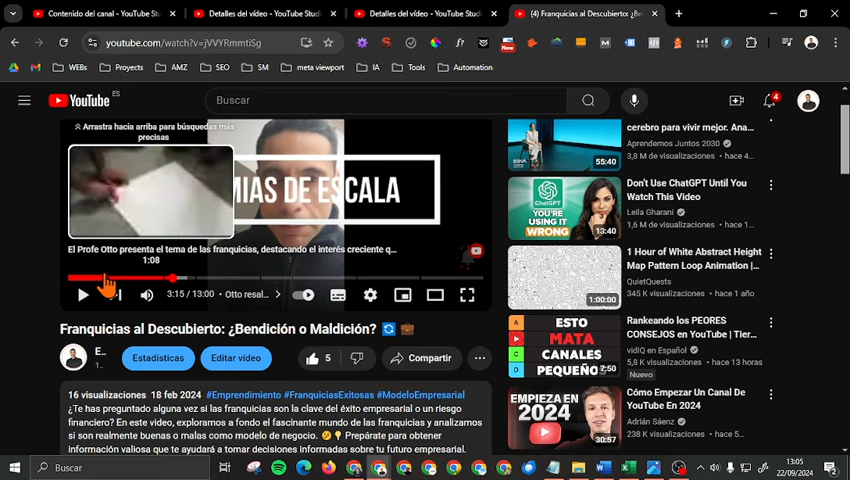 Contenido del canal - YouTube St
Detalles del vídeo - YouTube Stud
Detalles del vídeo - YouTube Stud
(4) Franquicias al Descubierto: ¿Be
youtube.com/watch?v=jVVYRmmtiSg
New
WEBs
Proyects
AMZ
SEO
SM
meta viewport
IA
Tools
Automation
YouTube ES
Buscar
4
Arrastra hacia arriba para búsquedas más
precisas
MIAS DE ESCALA
El Profe Otto presenta el tema de las franquicias, destacando el interés creciente q...
1:08
3:15 / 13:00
Otto resal...
Franquicias al Descubierto: ¿Bendición o Maldición?
E...
1...
Estadísticas
Editar vídeo
5
Compartir
16 visualizaciones 18 feb 2024 #Emprendimiento #FranquiciasExitosas #ModeloEmpresarial
¿Te has preguntado alguna vez si las franquicias son la clave del éxito empresarial o un riesgo
financiero? En este video, exploramos a fondo el fascinante mundo de las franquicias y analizamos
si son realmente buenas o malas como modelo de negocio. Prepárate para obtener
información valiosa que te ayudará a tomar decisiones informadas sobre tu futuro empresarial.
cerebro para vivir mejor. Ana...
Aprendemos Juntos 2030
3,8 M de visualizaciones · hace 4...
55:40
Don't Use ChatGPT Until You
Watch This Video
Leila Gharani
1,6 M de visualizaciones · hace 1...
YOU'RE
USING IT
WRONG
13:40
1 Hour of White Abstract Height
Map Pattern Loop Animation |...
QuietQuests
345 K visualizaciones · hace 1 año
1:00:00
Rankeando los PEORES
CONSEJOS en YouTube | Tier...
vidIQ en Español
5,8 K visualizaciones · hace 13 horas
Nuevo
A
B
C
D
ESTO
MATA
CANALES
PEQUEÑO
7:50
Cómo Empezar Un Canal De
YouTube En 2024
Adrián Sáenz
238 K visualizaciones · hace 5...
EMPIEZA EN
2024
30:57
Buscar
13:05
22/09/2024
2